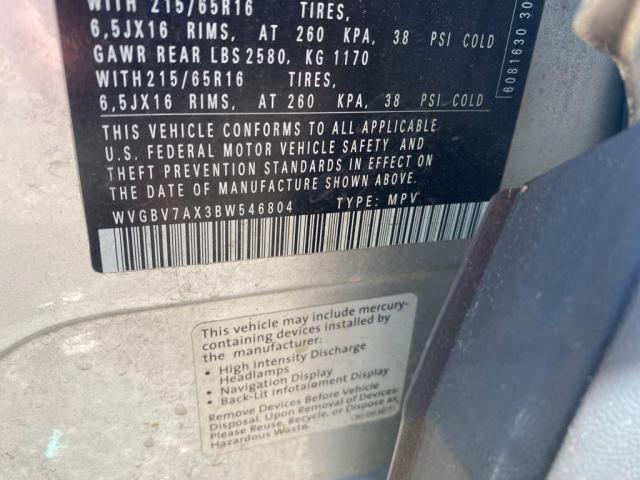 WITH 215/65R16 TIRES,
6,5JX16 RIMS, AT 260 KPA, 38 PSI COLD
GAWR REAR LBS2580, KG 1170
WITH215/65R16 TIRES,
6,5JX16 RIMS, AT 260 KPA, 38 PSI COLD
THIS VEHICLE CONFORMS TO ALL APPLICABLE
U.S. FEDERAL MOTOR VEHICLE SAFETY AND
THEFT PREVENTION STANDARDS IN EFFECT ON
THE DATE OF MANUFACTURE SHOWN ABOVE.
WVGBV7AX3BW546804 TYPE: MPV
6081630 30
This vehicle may include mercury-
containing devices installed by
the manufacturer:
• High Intensity Discharge
Headlamps
• Navigation Display
• Back-Lit Infotainment Display
Remove Devices Before Vehicle
Disposal. Upon Removal of Devices
Please Reuse, Recycle, or Dispose as
Hazardous Waste.